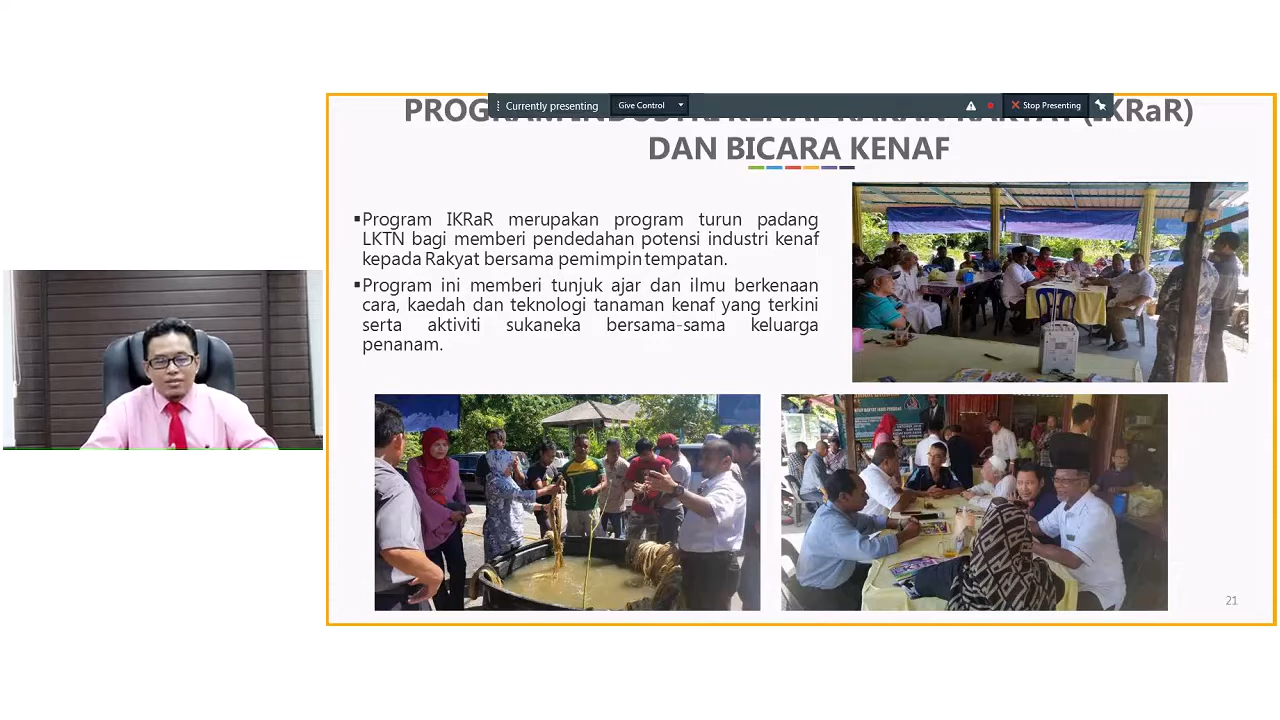 Currently presenting
Give Control
Stop Presenting
PROGRAM INDUSTRI KENAF RAKAN RAKYAT (IKRaR)
DAN BICARA KENAF
▪Program IKRaR merupakan program turun padang
LKTN bagi memberi pendedahan potensi industri kenaf
kepada Rakyat bersama pemimpin tempatan.
▪Program ini memberi tunjuk ajar dan ilmu berkenaan
cara, kaedah dan teknologi tanaman kenaf yang terkini
serta aktiviti sukaneka bersama-sama keluarga
penanam.
21